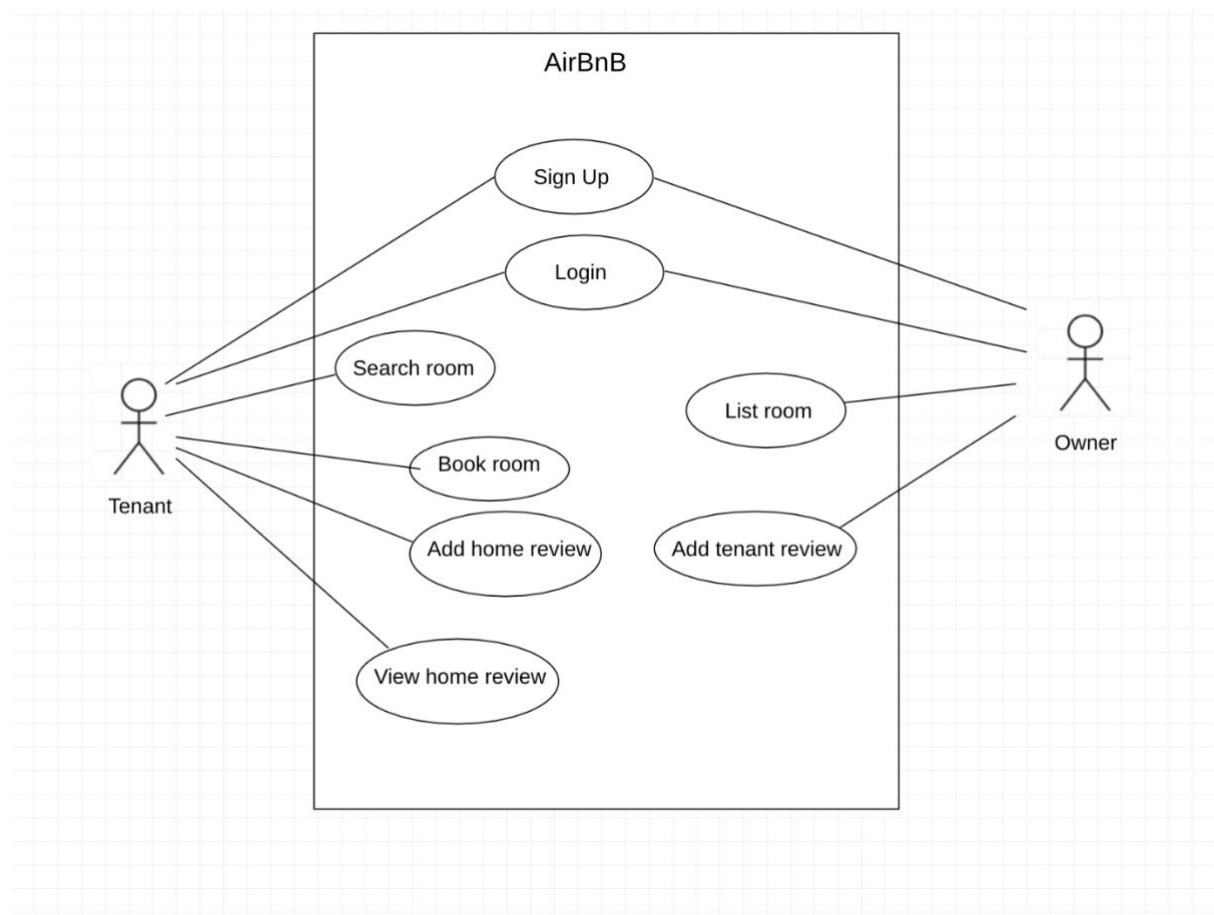 AirBnB
Sign Up
Login
Search room
List room
Owner
Book room
Tenant
Add home review
Add tenant review
View home review